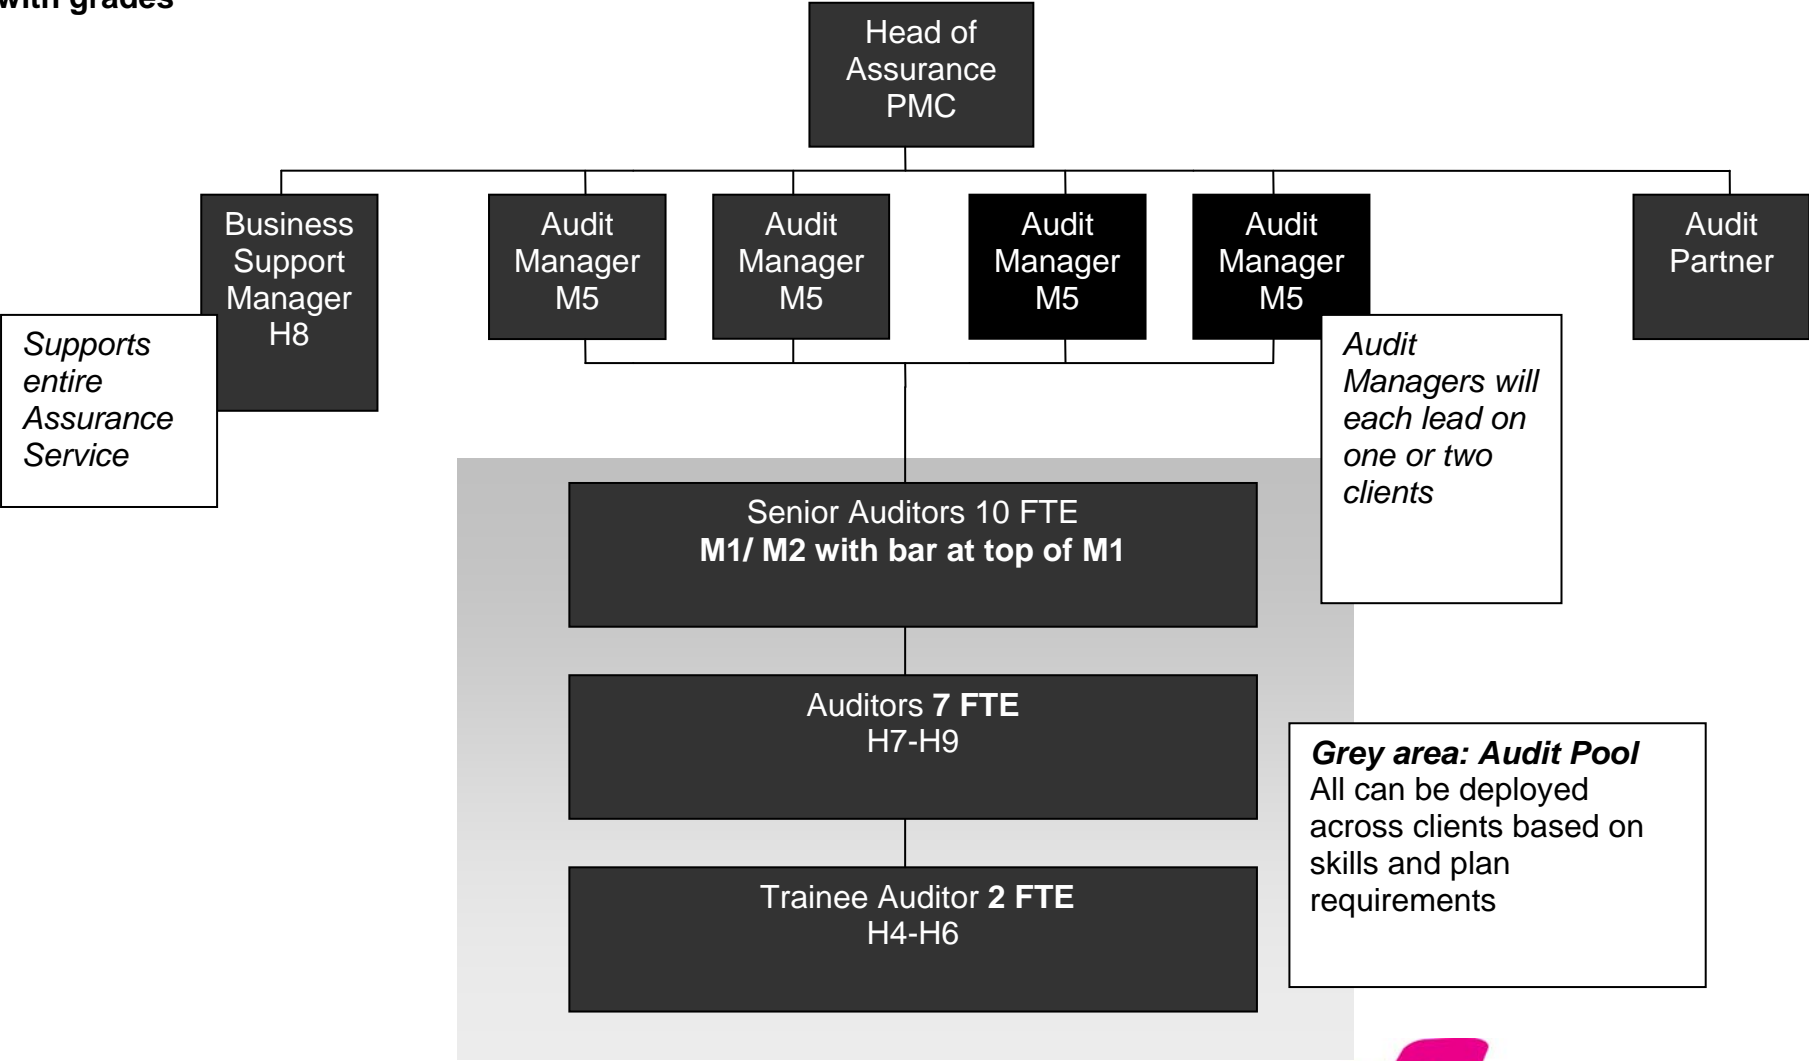 with grades
Head of
Assurance
PMC
Business
Support
Manager
H8
Audit
Manager
M5
Audit
Manager
M5
Audit
Manager
M5
Audit
Manager
M5
Audit
Partner
Supports
entire
Assurance
Service
Audit
Managers will
each lead on
one or two
clients
Senior Auditors 10 FTE
M1/ M2 with bar at top of M1
Auditors 7 FTE
H7-H9
Grey area: Audit Pool
All can be deployed
across clients based on
skills and plan
requirements
Trainee Auditor 2 FTE
H4-H6